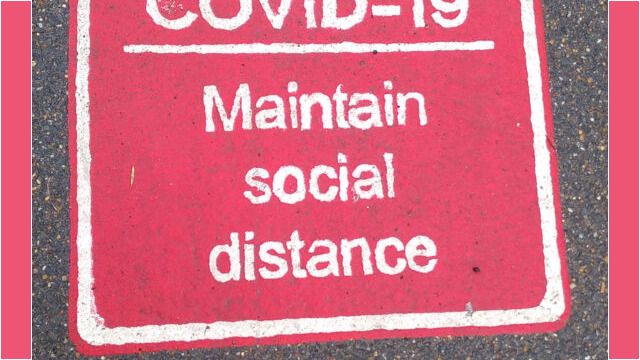 COVID-19
Maintain
social
distance